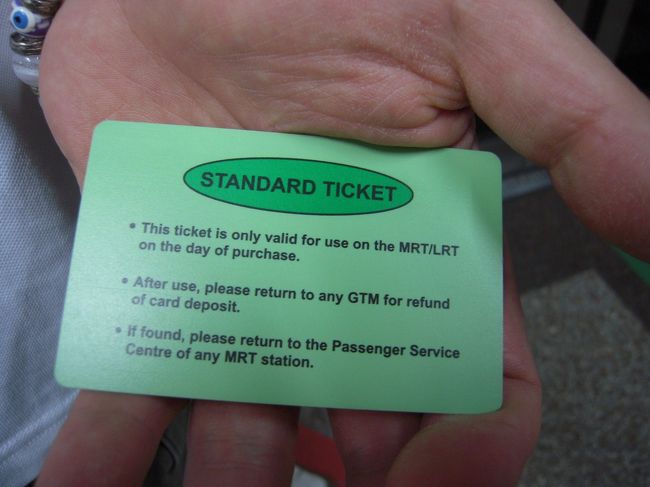 STANDARD TICKET
• This ticket is only valid for use on the MRT/LRT
on the day of purchase.
• After use, please return to any GTM for refund
of card deposit.
• If found, please return to the Passenger Service
Centre of any MRT station.